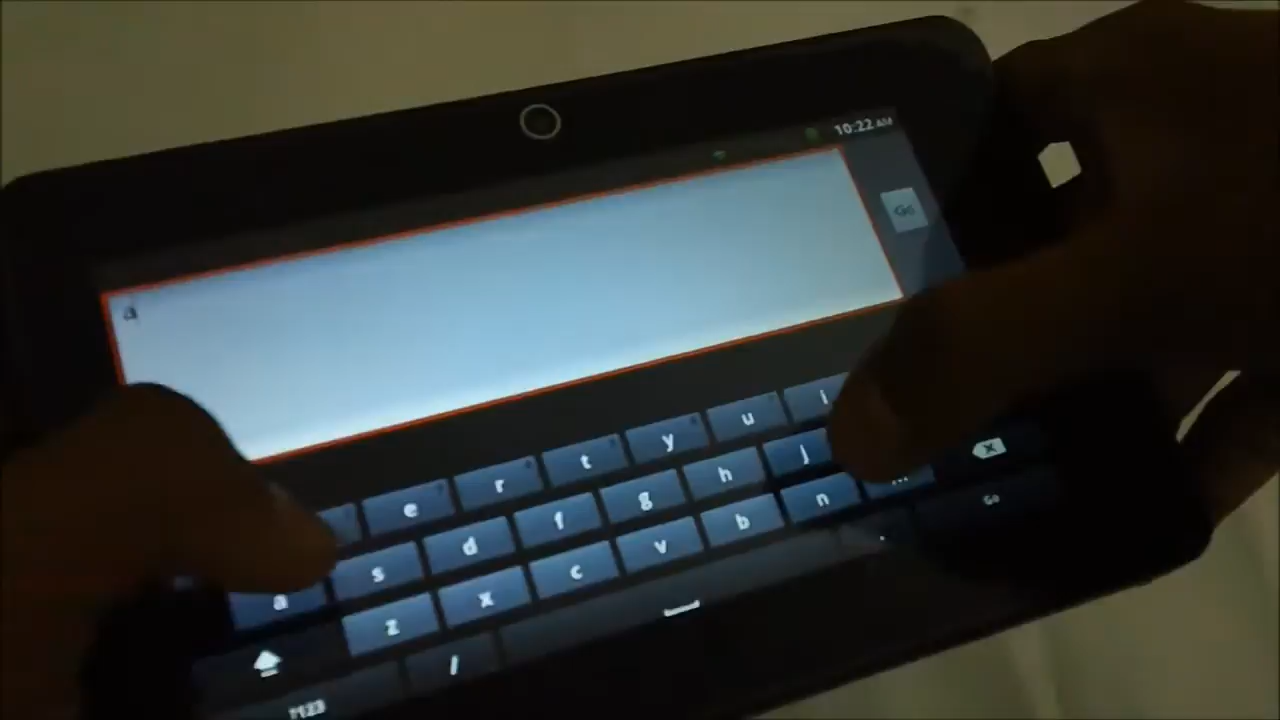 10:22 AM
Go
a
e r t y u i
a s d f g h j
z x c v b n
Go
?123 / .